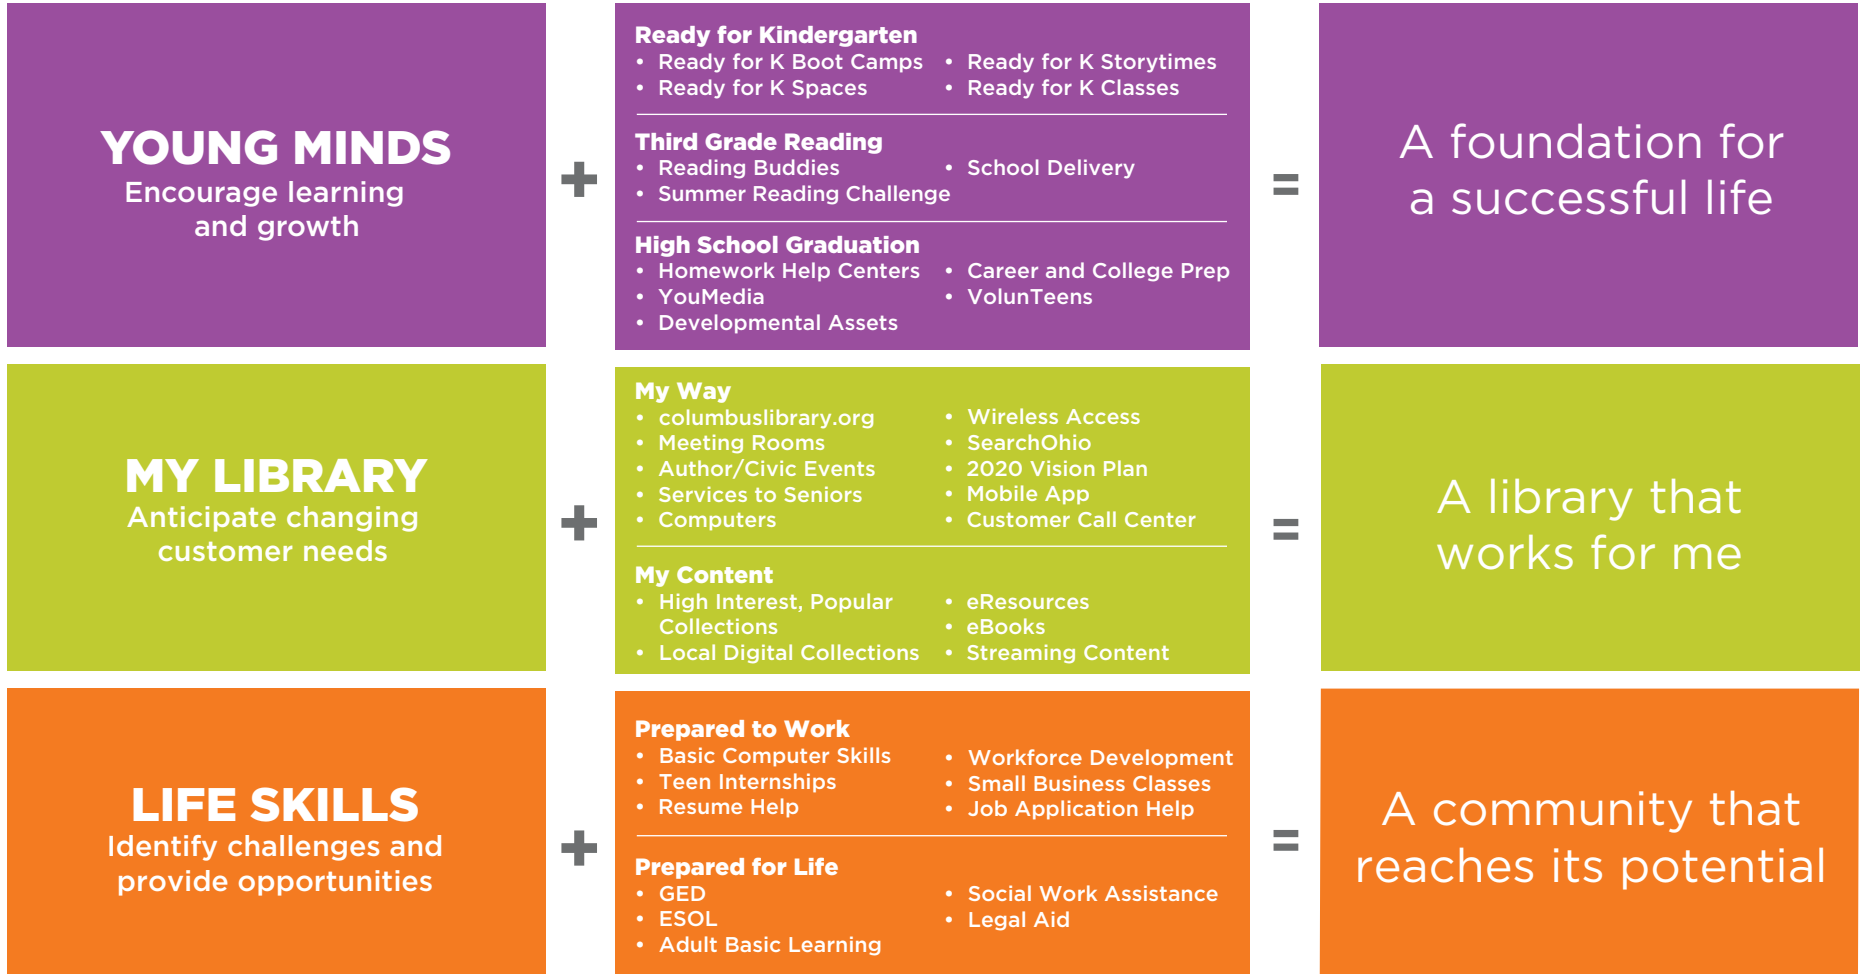 YOUNG MINDS
Encourage learning
and growth
+
Ready for Kindergarten
• Ready for K Boot Camps
• Ready for K Spaces
• Ready for K Storytimes
• Ready for K Classes
Third Grade Reading
• Reading Buddies
• Summer Reading Challenge
• School Delivery
High School Graduation
• Homework Help Centers
• YouMedia
• Developmental Assets
• Career and College Prep
• VolunTeens
=
A foundation for
a successful life
MY LIBRARY
Anticipate changing
customer needs
+
My Way
• columbuslibrary.org
• Meeting Rooms
• Author/Civic Events
• Services to Seniors
• Computers
• Wireless Access
• SearchOhio
• 2020 Vision Plan
• Mobile App
• Customer Call Center
My Content
• High Interest, Popular
Collections
• Local Digital Collections
• eResources
• eBooks
• Streaming Content
=
A library that
works for me
LIFE SKILLS
Identify challenges and
provide opportunities
+
Prepared to Work
• Basic Computer Skills
• Teen Internships
• Resume Help
• Workforce Development
• Small Business Classes
• Job Application Help
Prepared for Life
• GED
• ESOL
• Adult Basic Learning
• Social Work Assistance
• Legal Aid
=
A community that
reaches its potential